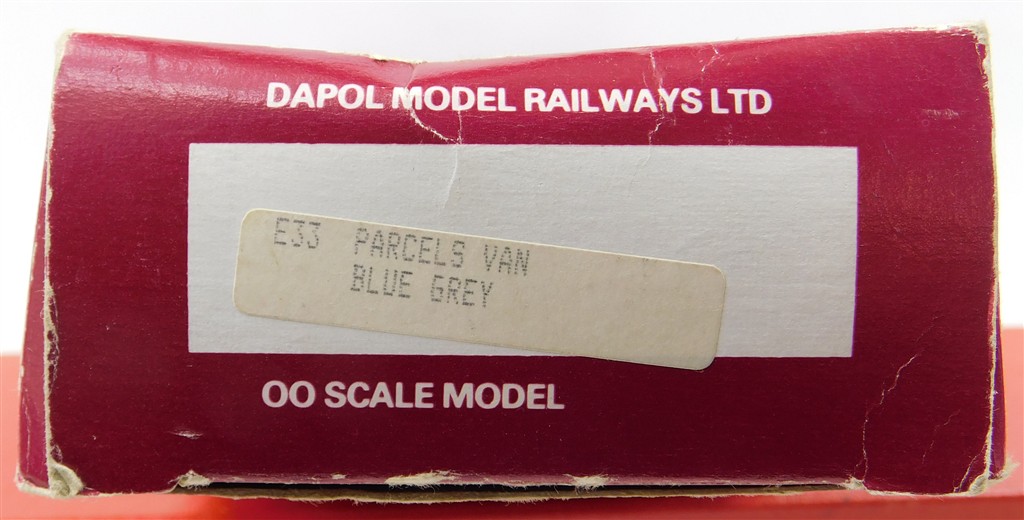 DAPOL MODEL RAILWAYS LTD
E33 PARCELS VAN
BLUE GREY
OO SCALE MODEL